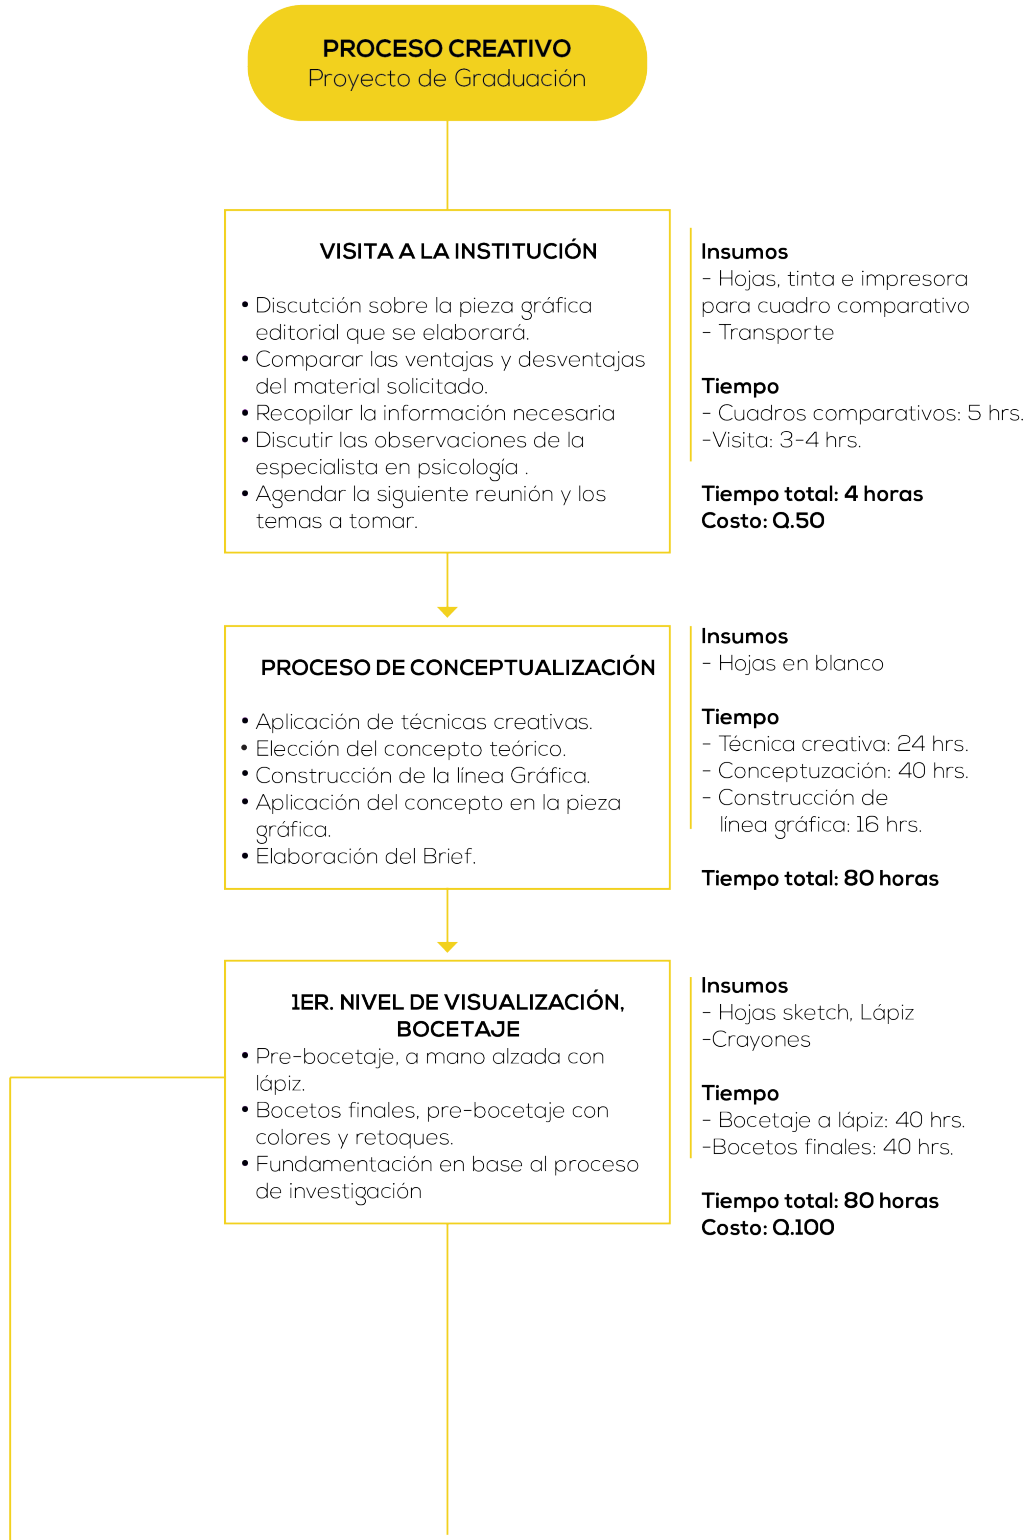 PROCESO CREATIVO
Proyecto de Graduación
VISITA A LA INSTITUCIÓN
• Discutción sobre la pieza gráfica
editorial que se elaborará.
• Comparar las ventajas y desventajas
del material solicitado.
• Recopilar la información necesaria
• Discutir las observaciones de la
especialista en psicología .
• Agendar la siguiente reunión y los
temas a tomar.
Insumos
- Hojas, tinta e impresora
para cuadro comparativo
- Transporte
Tiempo
- Cuadros comparativos: 5 hrs.
-Visita: 3-4 hrs.
Tiempo total: 4 horas
Costo: Q.50
PROCESO DE CONCEPTUALIZACIÓN
• Aplicación de técnicas creativas.
• Elección del concepto teórico.
• Construcción de la línea Gráfica.
• Aplicación del concepto en la pieza
gráfica.
• Elaboración del Brief.
Insumos
- Hojas en blanco
Tiempo
- Técnica creativa: 24 hrs.
- Conceptuzación: 40 hrs.
- Construcción de
línea gráfica: 16 hrs.
Tiempo total: 80 horas
1ER. NIVEL DE VISUALIZACIÓN,
BOCETAJE
• Pre-bocetaje, a mano alzada con
lápiz.
• Bocetos finales, pre-bocetaje con
colores y retoques.
• Fundamentación en base al proceso
de investigación
Insumos
- Hojas sketch, Lápiz
-Crayones
Tiempo
- Bocetaje a lápiz: 40 hrs.
-Bocetos finales: 40 hrs.
Tiempo total: 80 horas
Costo: Q.100